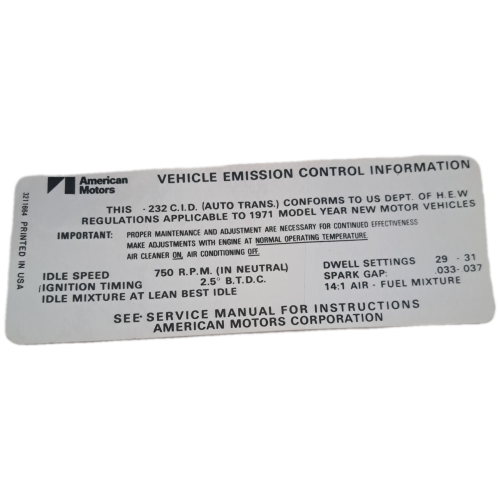 American
Motors
VEHICLE EMISSION CONTROL INFORMATION
THIS - 232 C.I.D. (AUTO TRANS.) CONFORMS TO US DEPT. OF H.E.W
REGULATIONS APPLICABLE TO 1971 MODEL YEAR NEW MOTOR VEHICLES
IMPORTANT: PROPER MAINTENANCE AND ADJUSTMENT ARE NECESSARY FOR CONTINUED EFFECTIVENESS
MAKE ADJUSTMENTS WITH ENGINE AT NORMAL OPERATING TEMPERATURE.
AIR CLEANER ON, AIR CONDITIONING OFF.
IDLE SPEED 750 R.P.M. (IN NEUTRAL) DWELL SETTINGS 29 - 31
IGNITION TIMING 2.5° B.T.D.C. SPARK GAP: .033-.037
IDLE MIXTURE AT LEAN BEST IDLE 14:1 AIR - FUEL MIXTURE
SEE SERVICE MANUAL FOR INSTRUCTIONS
AMERICAN MOTORS CORPORATION
3211664 PRINTED IN USA